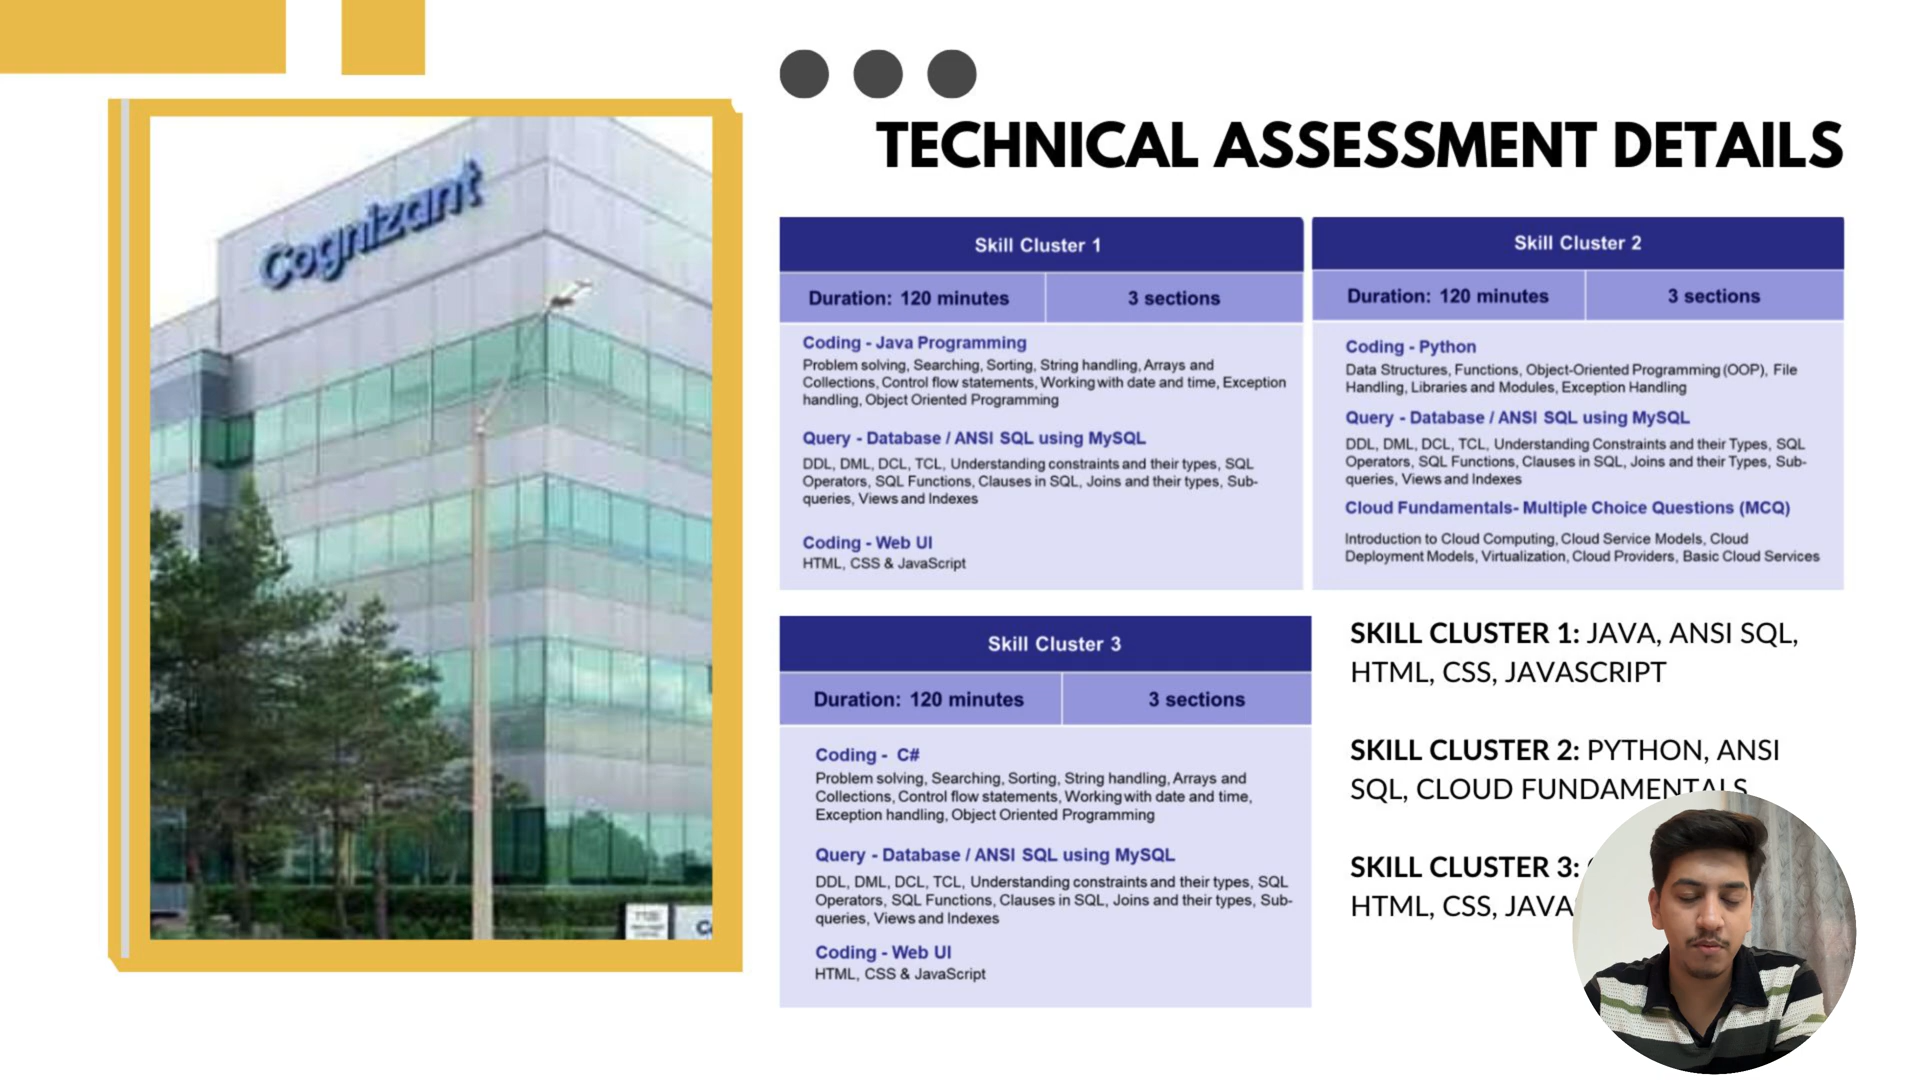 Cognizant
TECHNICAL ASSESSMENT DETAILS
Skill Cluster 1
Duration: 120 minutes
3 sections
Coding - Java Programming
Problem solving, Searching, Sorting, String handling, Arrays and
Collections, Control flow statements, Working with date and time, Exception
handling, Object Oriented Programming
Query - Database / ANSI SQL using MySQL
DDL, DML, DCL, TCL, Understanding constraints and their types, SQL
Operators, SQL Functions, Clauses in SQL, Joins and their types, Sub-
queries, Views and Indexes
Coding - Web UI
HTML, CSS & JavaScript
Skill Cluster 2
Duration: 120 minutes
3 sections
Coding - Python
Data Structures, Functions, Object-Oriented Programming (OOP), File
Handling, Libraries and Modules, Exception Handling
Query - Database / ANSI SQL using MySQL
DDL, DML, DCL, TCL, Understanding Constraints and their Types, SQL
Operators, SQL Functions, Clauses in SQL, Joins and their Types, Sub-
queries, Views and Indexes
Cloud Fundamentals- Multiple Choice Questions (MCQ)
Introduction to Cloud Computing, Cloud Service Models, Cloud
Deployment Models, Virtualization, Cloud Providers, Basic Cloud Services
Skill Cluster 3
Duration: 120 minutes
3 sections
Coding - C#
Problem solving, Searching, Sorting, String handling, Arrays and
Collections, Control flow statements, Working with date and time,
Exception handling, Object Oriented Programming
Query - Database / ANSI SQL using MySQL
DDL, DML, DCL, TCL, Understanding constraints and their types, SQL
Operators, SQL Functions, Clauses in SQL, Joins and their types, Sub-
queries, Views and Indexes
Coding - Web UI
HTML, CSS & JavaScript
SKILL CLUSTER 1: JAVA, ANSI SQL,
HTML, CSS, JAVASCRIPT
SKILL CLUSTER 2: PYTHON, ANSI
SQL, CLOUD FUNDAMENTALS
SKILL CLUSTER 3:
HTML, CSS, JAVA